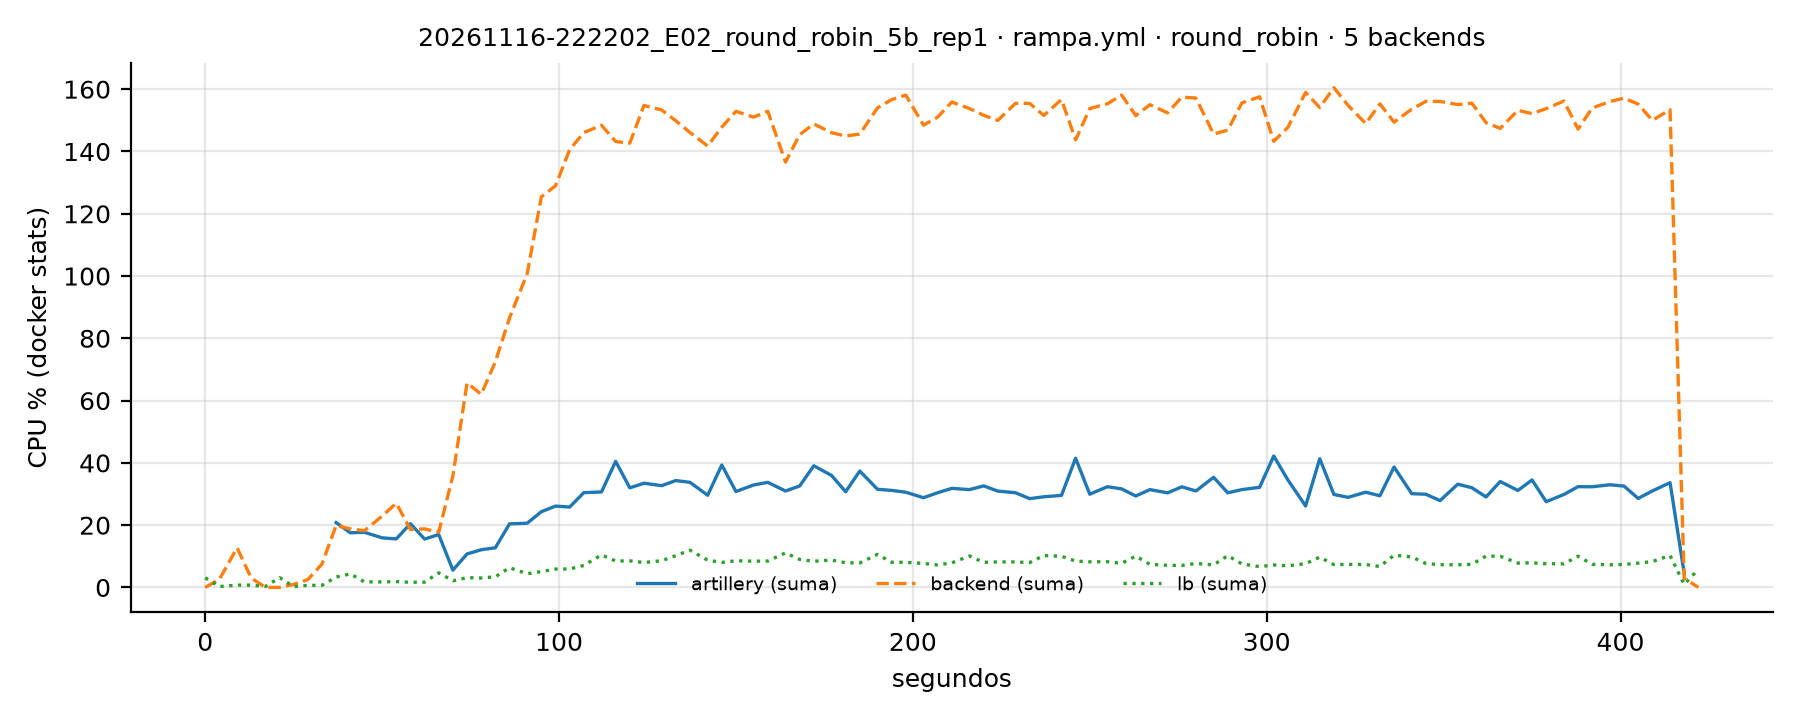 20261116-222202_E02_round_robin_5b_rep1 · rampa.yml · round_robin · 5 backends
CPU % (docker stats)
160
140
120
100
80
60
40
20
0
artillery (suma) backend (suma) lb (suma)
0 100 200 300 400
segundos